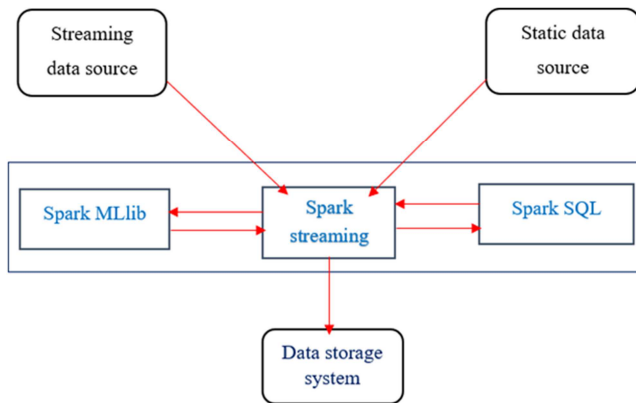 Streaming
data source
Static data
source
Spark MLlib
Spark
streaming
Spark SQL
Data storage
system